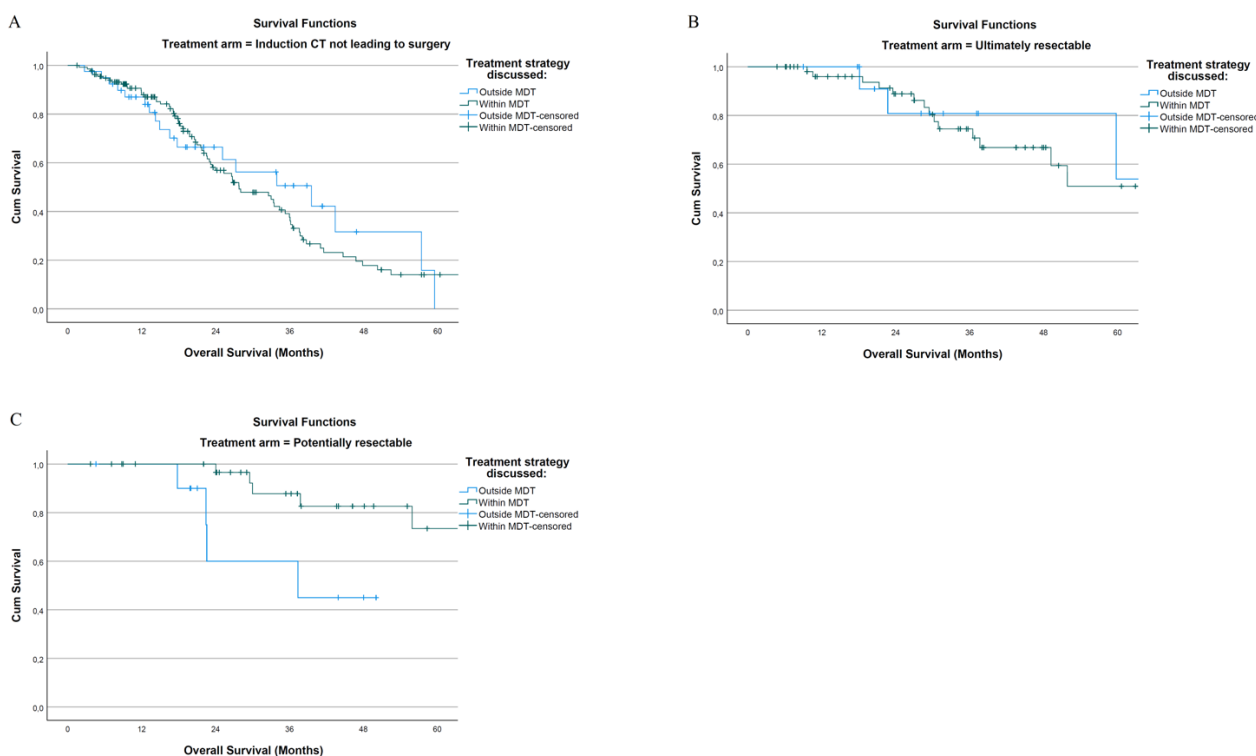 A
Survival Functions
Treatment arm = Induction CT not leading to surgery
Treatment strategy
discussed:
Outside MDT
Within MDT
Outside MDT-censored
Within MDT-censored
Cum Survival
1,0
0,8
0,6
0,4
0,2
0,0
0 12 24 36 48 60
Overall Survival (Months)
B
Survival Functions
Treatment arm = Ultimately resectable
Treatment strategy
discussed:
Outside MDT
Within MDT
Outside MDT-censored
Within MDT-censored
Cum Survival
1,0
0,8
0,6
0,4
0,2
0,0
0 12 24 36 48 60
Overall Survival (Months)
C
Survival Functions
Treatment arm = Potentially resectable
Treatment strategy
discussed:
Outside MDT
Within MDT
Outside MDT-censored
Within MDT-censored
Cum Survival
1,0
0,8
0,6
0,4
0,2
0,0
0 12 24 36 48 60
Overall Survival (Months)